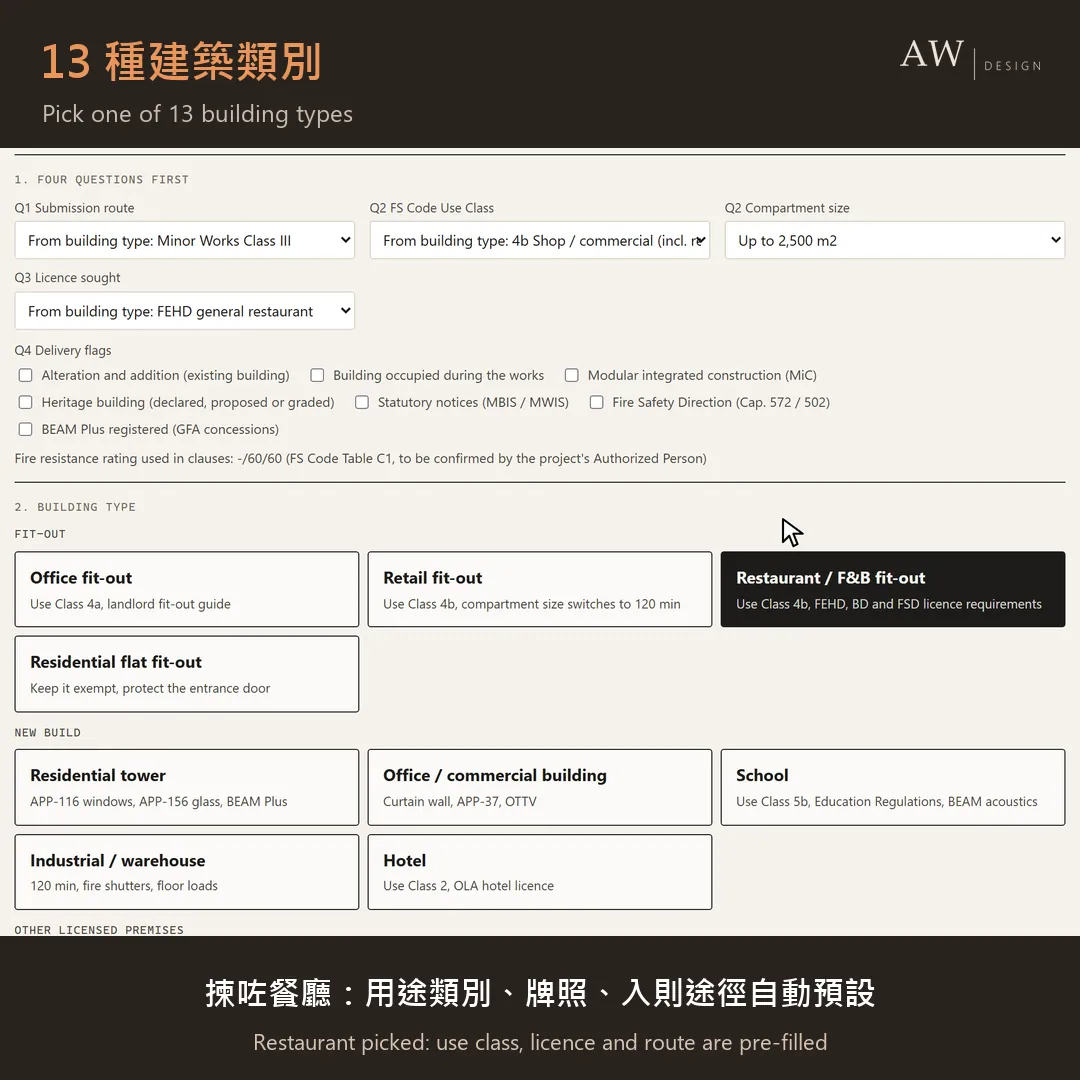 13 種建築類別
Pick one of 13 building types
AW DESIGN
1. FOUR QUESTIONS FIRST
Q1 Submission route
From building type: Minor Works Class III
Q2 FS Code Use Class
From building type: 4b Shop / commercial (incl. re
Q2 Compartment size
Up to 2,500 m2
Q3 Licence sought
From building type: FEHD general restaurant
Q4 Delivery flags
Alteration and addition (existing building) Building occupied during the works Modular integrated construction (MiC)
Heritage building (declared, proposed or graded) Statutory notices (MBIS / MWIS) Fire Safety Direction (Cap. 572 / 502)
BEAM Plus registered (GFA concessions)
Fire resistance rating used in clauses: -/60/60 (FS Code Table C1, to be confirmed by the project's Authorized Person)
2. BUILDING TYPE
FIT-OUT
Office fit-out
Use Class 4a, landlord fit-out guide
Retail fit-out
Use Class 4b, compartment size switches to 120 min
Restaurant / F&B fit-out
Use Class 4b, FEHD, BD and FSD licence requirements
Residential flat fit-out
Keep it exempt, protect the entrance door
NEW BUILD
Residential tower
APP-116 windows, APP-156 glass, BEAM Plus
Office / commercial building
Curtain wall, APP-37, OTTV
School
Use Class 5b, Education Regulations, BEAM acoustics
Industrial / warehouse
120 min, fire shutters, floor loads
Hotel
Use Class 2, OLA hotel licence
OTHER LICENSED PREMISES
揀咗餐廳：用途類別、牌照、入則途徑自動預設
Restaurant picked: use class, licence and route are pre-filled